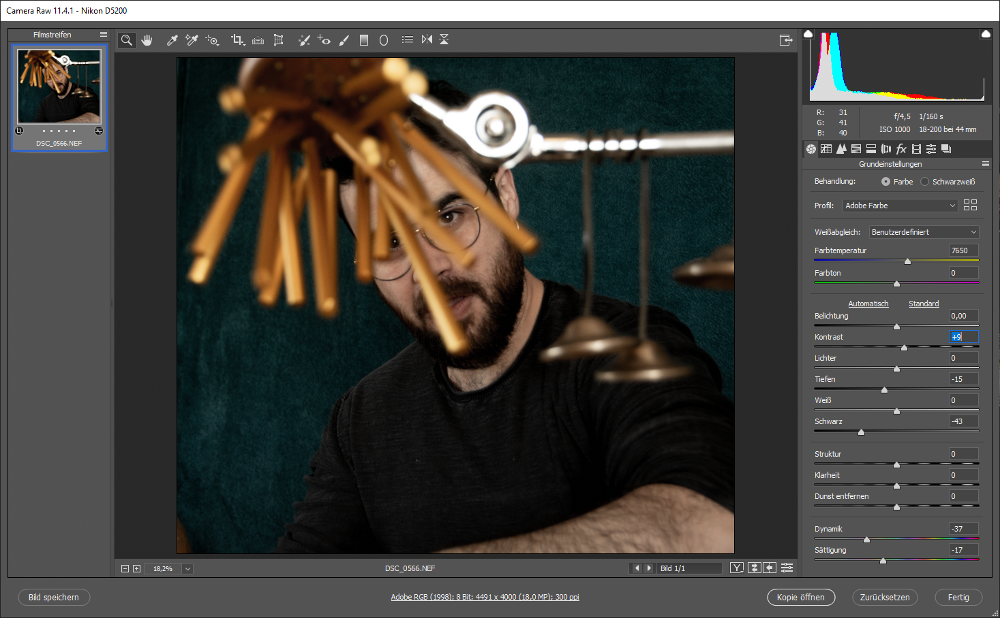 Camera Raw 11.4.1 - Nikon D5200
Filmstreifen
DSC_0566.NEF
R: 31
G: 41
B: 40
f/4,5 1/160 s
ISO 1000 18-200 bei 44 mm
fx
Grundeinstellungen
Behandlung: Farbe Schwarzweiß
Profil: Adobe Farbe
Weißabgleich: Benutzerdefiniert
Farbtemperatur 7650
Farbton 0
Automatisch Standard
Belichtung 0,00
Kontrast +9
Lichter 0
Tiefen -15
Weiß 0
Schwarz -43
Struktur 0
Klarheit 0
Dunst entfernen 0
Dynamik -37
Sättigung -17
18,2% DSC_0566.NEF Bild 1/1 Y
Bild speichern Adobe RGB (1998); 8 Bit; 4491 x 4000 (18,0 MP); 300 ppi Kopie öffnen Zurücksetzen Fertig